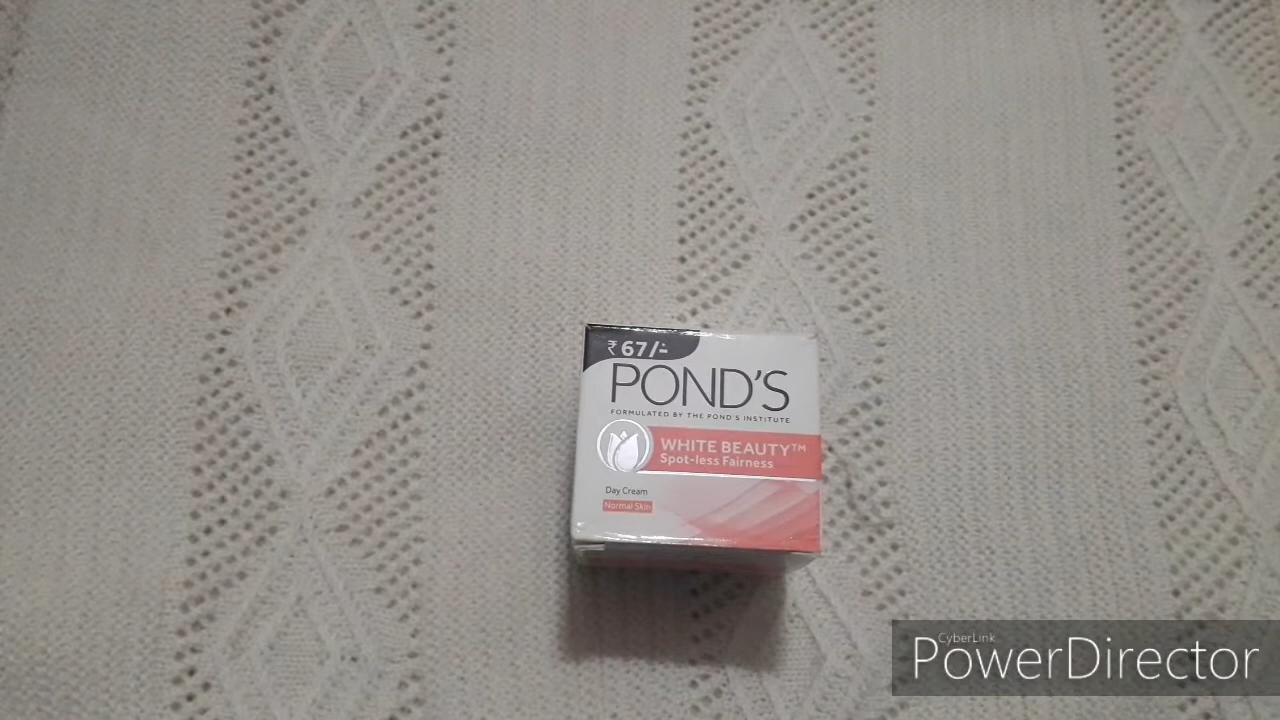 ₹ 67/-
POND'S
FORMULATED BY THE POND'S INSTITUTE
WHITE BEAUTY™
Spot-less Fairness
Day Cream
Normal Skin
CyberLink
PowerDirector